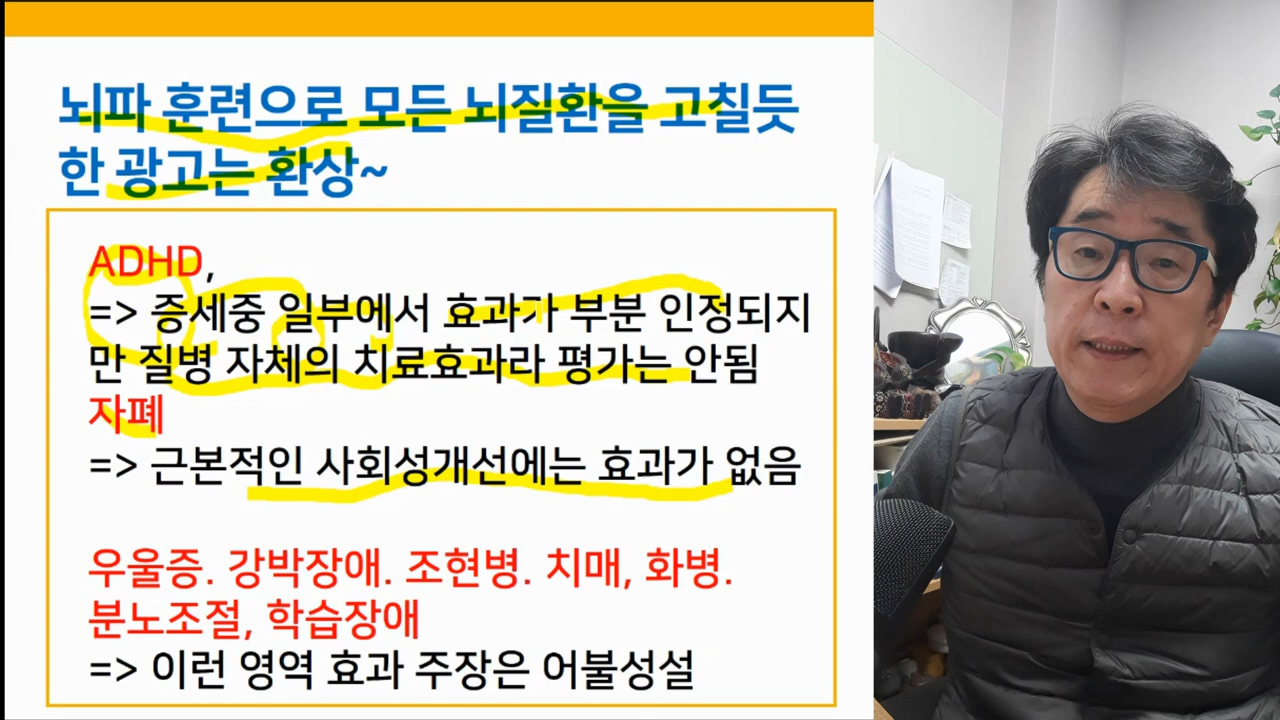 뇌파 훈련으로 모든 뇌질환을 고칠듯
한 광고는 환상~
ADHD,
=> 증세중 일부에서 효과가 부분 인정되지
만 질병 자체의 치료효과라 평가는 안됨
자폐
=> 근본적인 사회성개선에는 효과가 없음
우울증. 강박장애. 조현병. 치매, 화병.
분노조절, 학습장애
=> 이런 영역 효과 주장은 어불성설